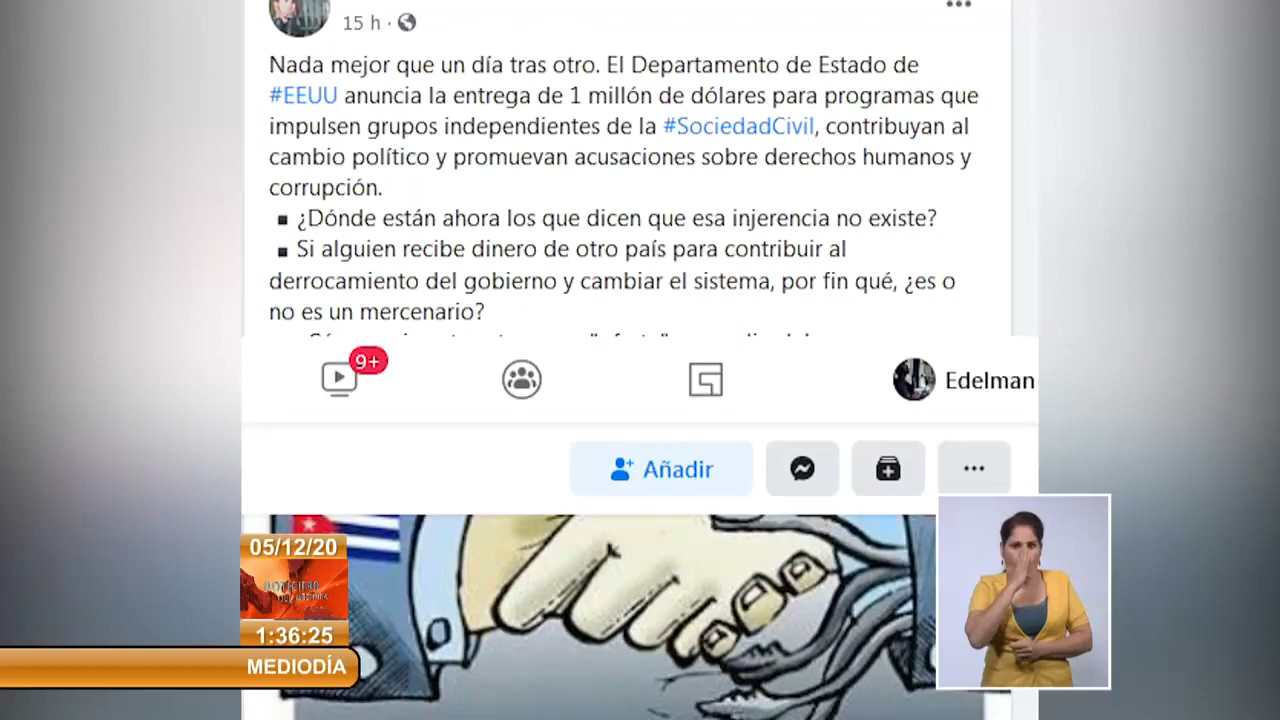 15 h ·
Nada mejor que un día tras otro. El Departamento de Estado de
#EEUU anuncia la entrega de 1 millón de dólares para programas que
impulsen grupos independientes de la #SociedadCivil, contribuyan al
cambio político y promuevan acusaciones sobre derechos humanos y
corrupción.
▪ ¿Dónde están ahora los que dicen que esa injerencia no existe?
▪ Si alguien recibe dinero de otro país para contribuir al
derrocamiento del gobierno y cambiar el sistema, por fin qué, ¿es o
no es un mercenario?
9+
Edelman
Añadir
05/12/20
NOTICIERO
DEL MEDIODIA
1:36:25
MEDIODÍA